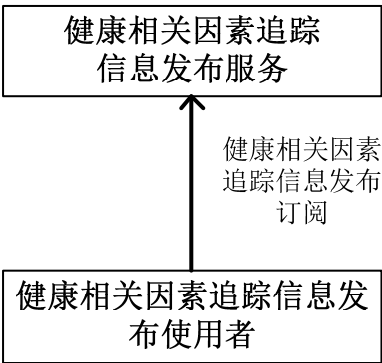 健康相关因素追踪
信息发布服务
健康相关因素
追踪信息发布
订阅
健康相关因素追踪信息发
布使用者